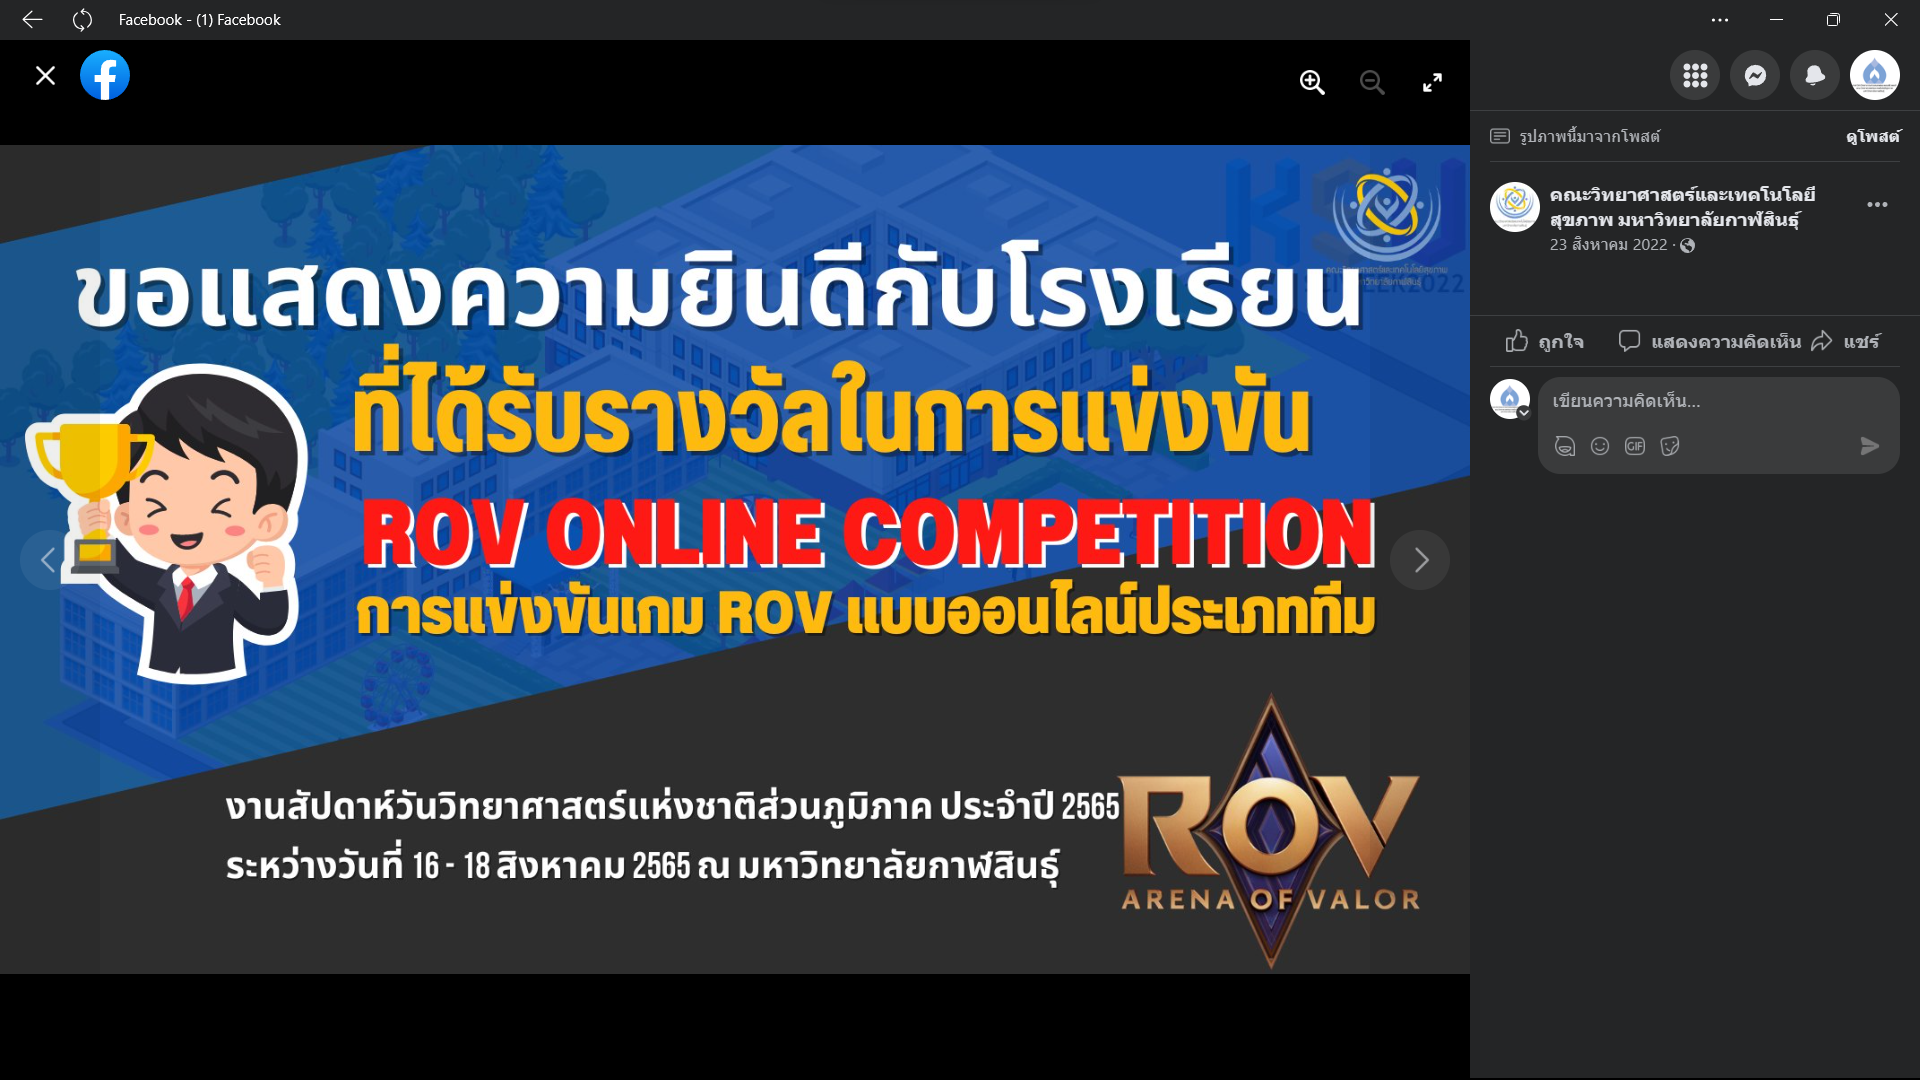 Facebook - (1) Facebook
ขอแสดงความยินดีกับโรงเรียน
ที่ได้รับรางวัลในการแข่งขัน
ROV ONLINE COMPETITION
การแข่งขันเกม ROV แบบออนไลน์ประเภททีม
งานสัปดาห์วันวิทยาศาสตร์แห่งชาติส่วนภูมิภาค ประจำปี 2565
ระหว่างวันที่ 16 - 18 สิงหาคม 2565 ณ มหาวิทยาลัยกาฬสินธุ์
ROV
ARENA OF VALOR
รูปภาพนี้มาจากโพสต์
ดูโพสต์
คณะวิทยาศาสตร์และเทคโนโลยี
สุขภาพ มหาวิทยาลัยกาฬสินธุ์
23 สิงหาคม 2022 ·
ถูกใจ
แสดงความคิดเห็น
แชร์
เขียนความคิดเห็น...
GIF